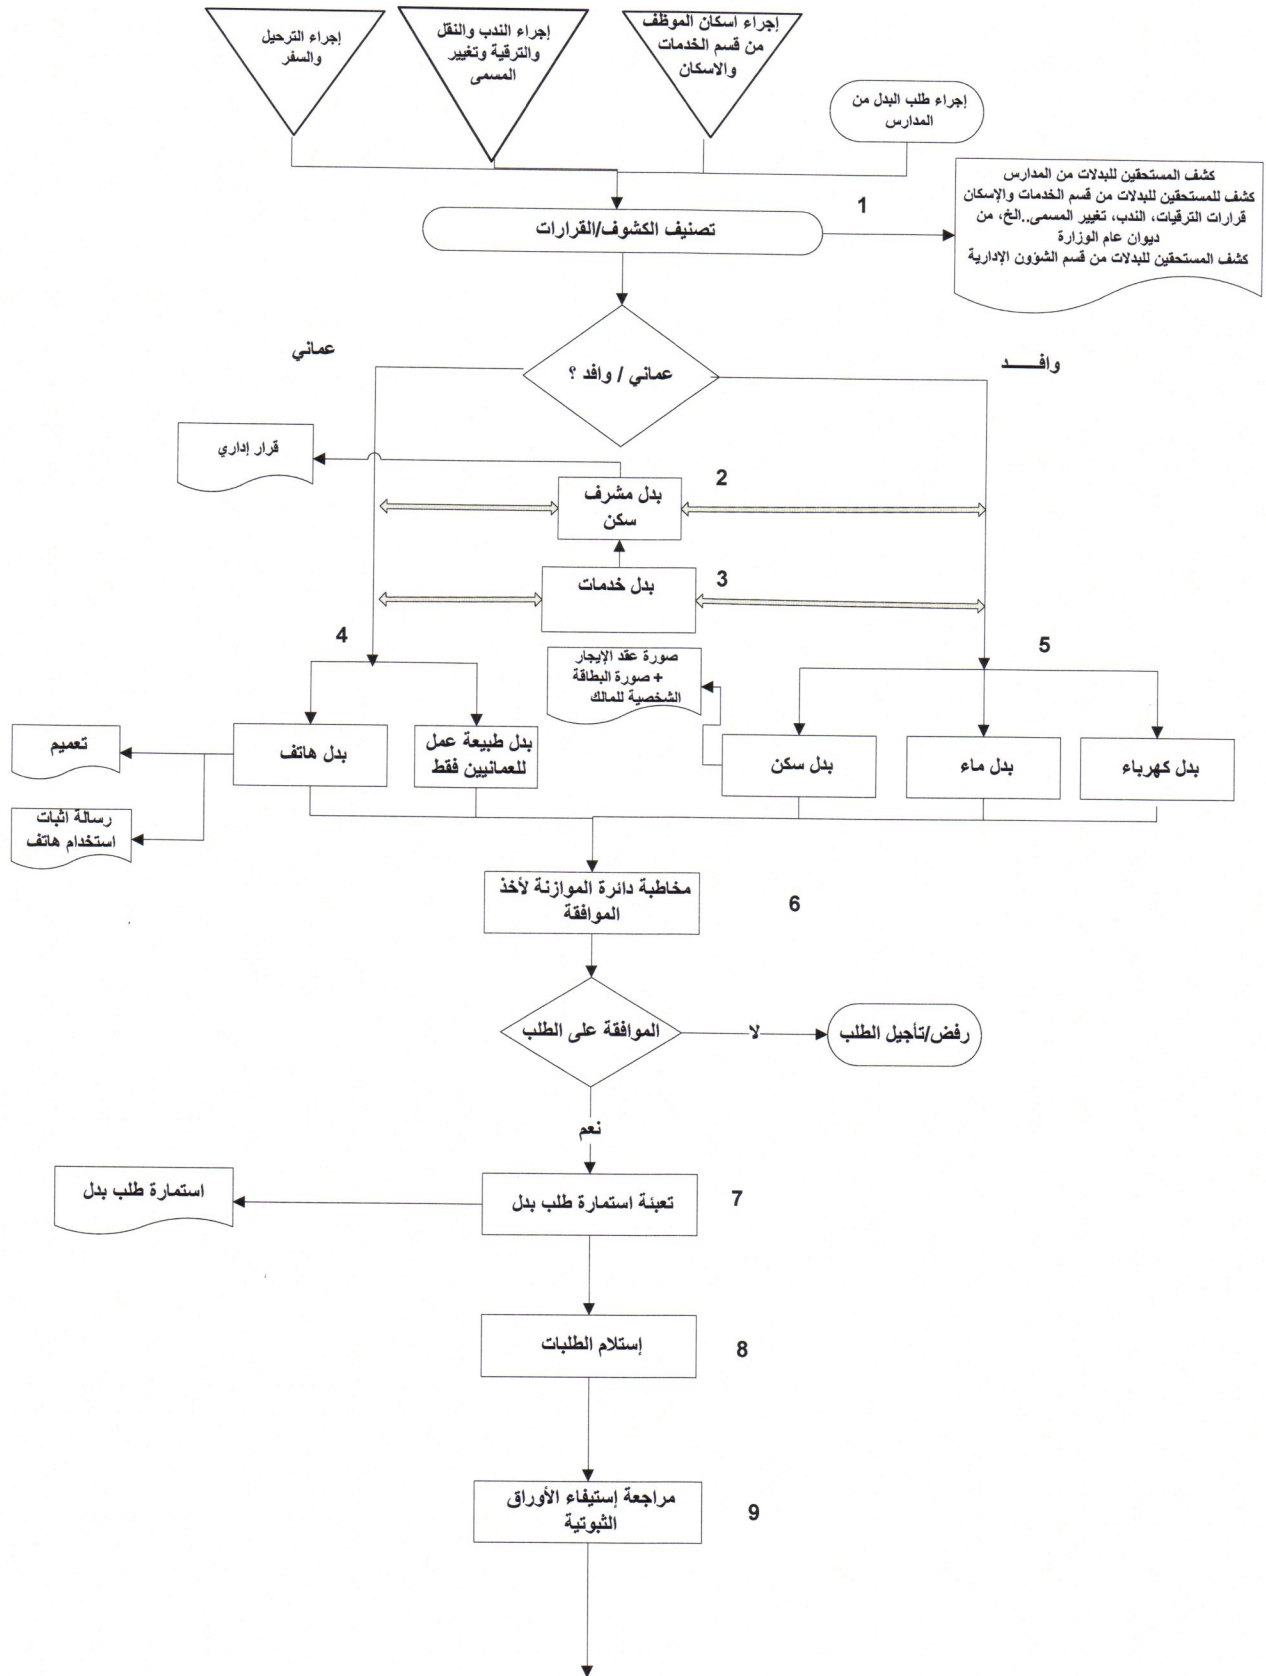 إجراء اسكان الموظف
من قسم الخدمات
والاسكان
إجراء الندب والنقل
والترقية وتغيير
المسمى
إجراء الترحيل
والسفر
إجراء طلب البدل من
المدارس
كشف المستحقين للبدلات من المدارس
كشف للمستحقين للبدلات من قسم الخدمات والإسكان
قرارات الترقيات، الندب، تغيير المسمى..الخ، من
ديوان عام الوزارة
كشف المستحقين للبدلات من قسم الشؤون الإدارية
1
تصنيف الكشوف/القرارات
عماني / وافد ؟
وافـــــد
عماني
قرار إداري
2
بدل مشرف
سكن
3
بدل خدمات
4
5
صورة عقد الإيجار
+ صورة البطاقة
الشخصية للمالك
بدل كهرباء
بدل ماء
بدل سكن
بدل طبيعة عمل
للعمانيين فقط
بدل هاتف
تعميم
رسالة اثبات
استخدام هاتف
مخاطبة دائرة الموازنة لأخذ
الموافقة
6
الموافقة على الطلب
لا
رفض/تأجيل الطلب
نعم
7
تعبئة استمارة طلب بدل
استمارة طلب بدل
8
إستلام الطلبات
9
مراجعة إستيفاء الأوراق
الثبوتية